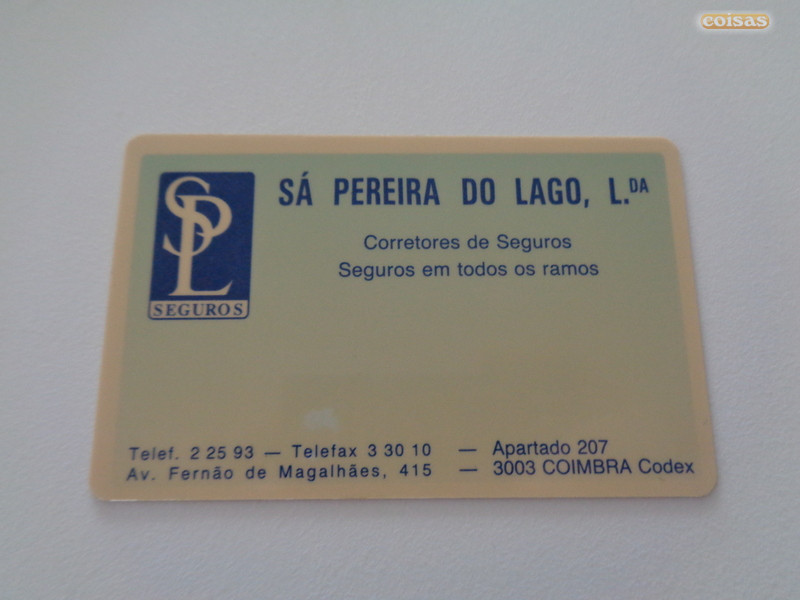 coisas
SPL
SEGUROS
SÁ PEREIRA DO LAGO, L.DA
Corretores de Seguros
Seguros em todos os ramos
Telef. 2 25 93 — Telefax 3 30 10 — Apartado 207
Av. Fernão de Magalhães, 415 — 3003 COIMBRA Codex